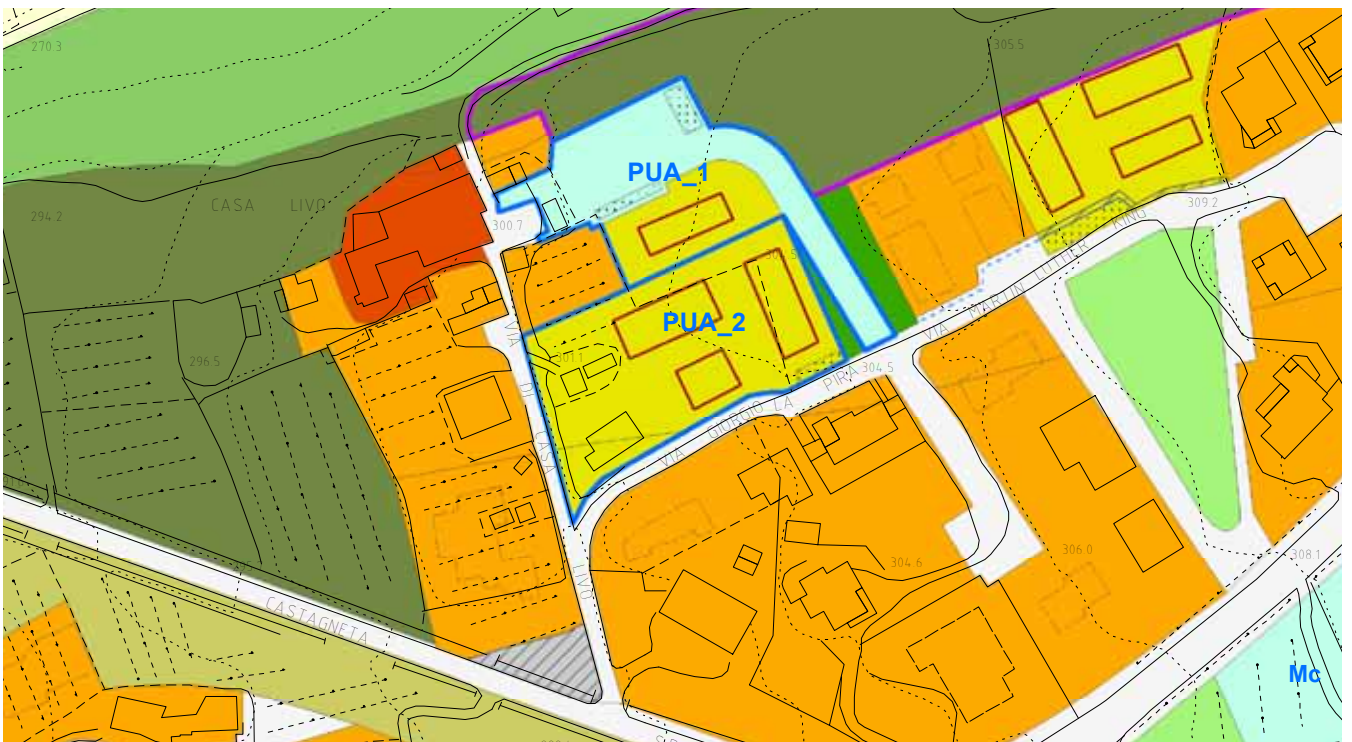 270.3
305.5
PUA_1
294.2
CASA LIVO
300.7
309.2
VIA MARTIN LUTHER KING
PUA_2
301.1
296.5
304.5
VIA GIORGIO LA PIRA
VIA DI CASA LIVO
304.6
306.0
308.1
CASTAGNETA
Mc